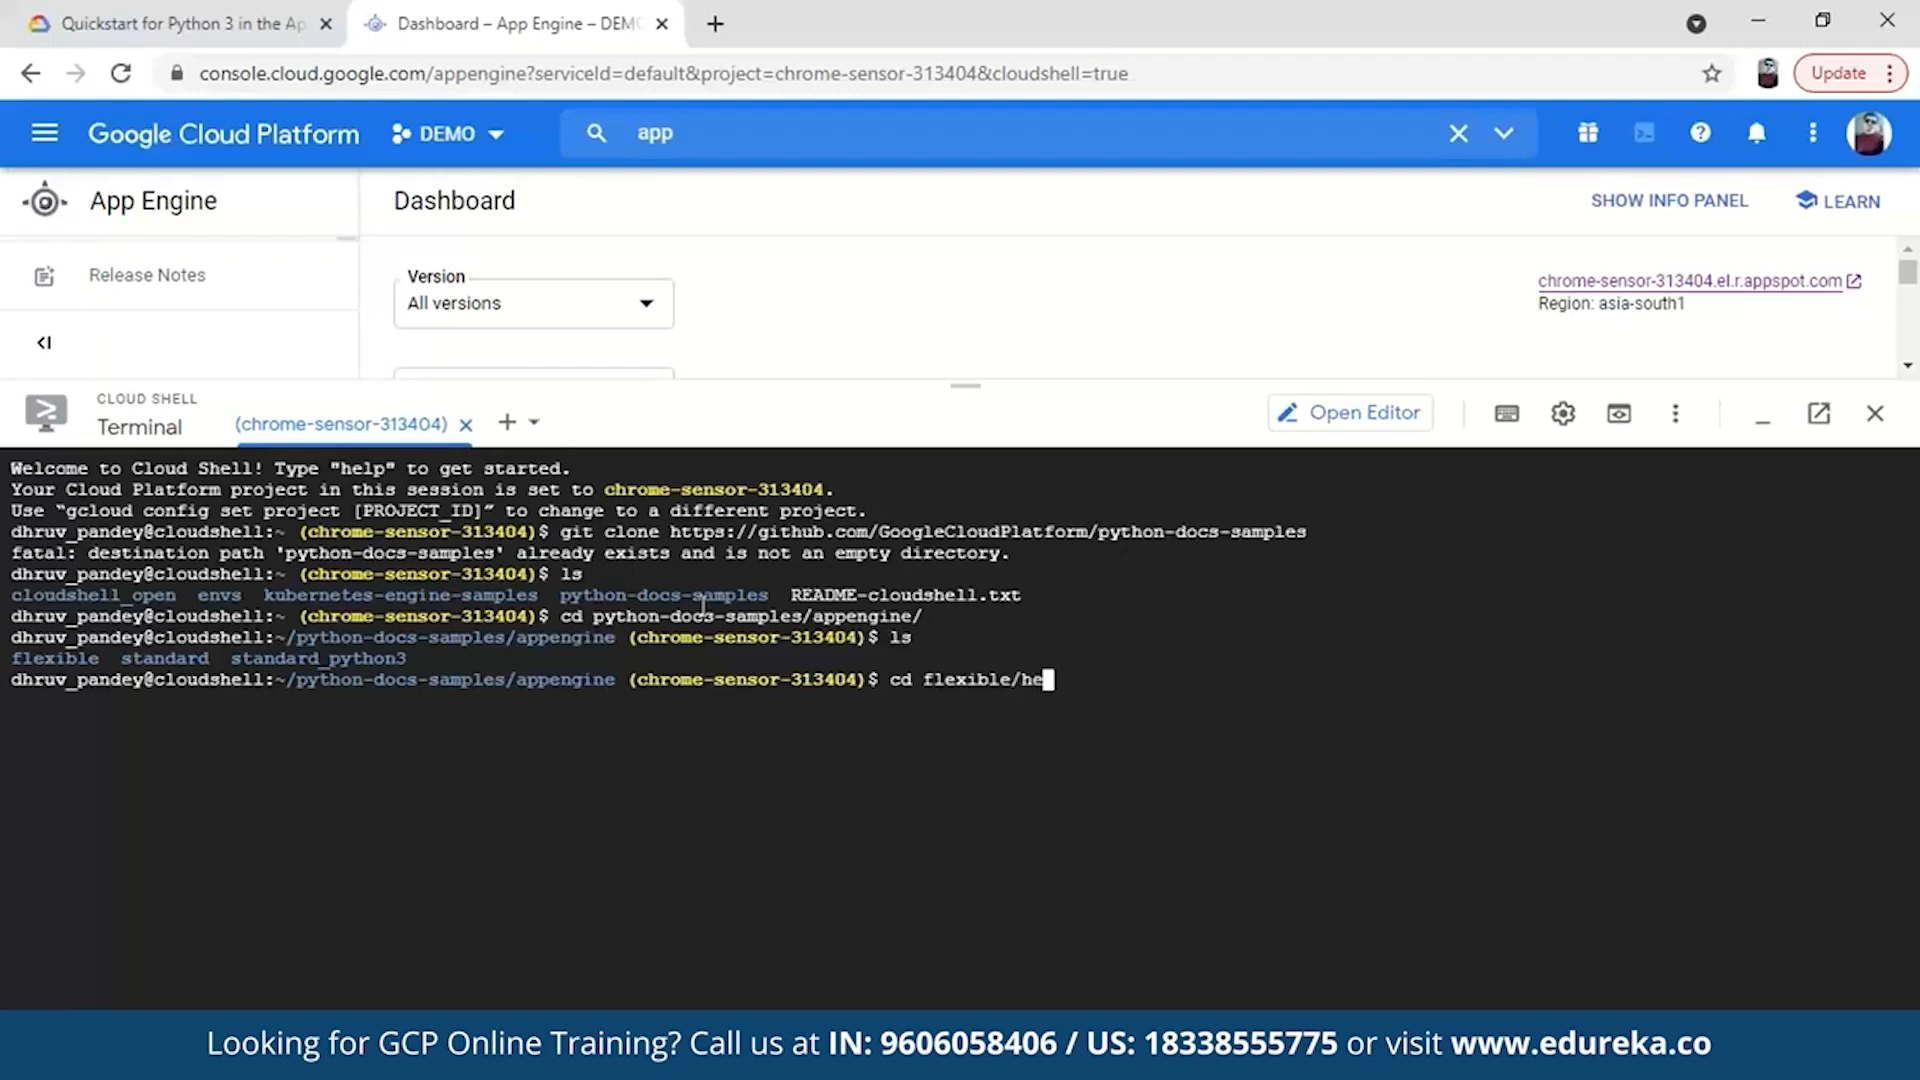 Quickstart for Python 3 in the Ap
Dashboard – App Engine – DEM
console.cloud.google.com/appengine?serviceId=default&project=chrome-sensor-313404&cloudshell=true
Update
Google Cloud Platform
DEMO
app
App Engine
Dashboard
SHOW INFO PANEL
LEARN
Release Notes
Version
All versions
chrome-sensor-313404.el.r.appspot.com
Region: asia-south1
CLOUD SHELL
Terminal
(chrome-sensor-313404)
Open Editor
Welcome to Cloud Shell! Type "help" to get started.
Your Cloud Platform project in this session is set to chrome-sensor-313404.
Use “gcloud config set project [PROJECT_ID]” to change to a different project.
dhruv_pandey@cloudshell:~ (chrome-sensor-313404)$ git clone https://github.com/GoogleCloudPlatform/python-docs-samples
fatal: destination path 'python-docs-samples' already exists and is not an empty directory.
dhruv_pandey@cloudshell:~ (chrome-sensor-313404)$ ls
cloudshell_open envs kubernetes-engine-samples python-docs-samples README-cloudshell.txt
dhruv_pandey@cloudshell:~ (chrome-sensor-313404)$ cd python-docs-samples/appengine/
dhruv_pandey@cloudshell:~/python-docs-samples/appengine (chrome-sensor-313404)$ ls
flexible standard standard_python3
dhruv_pandey@cloudshell:~/python-docs-samples/appengine (chrome-sensor-313404)$ cd flexible/he
Looking for GCP Online Training? Call us at IN: 9606058406 / US: 18338555775 or visit www.edureka.co